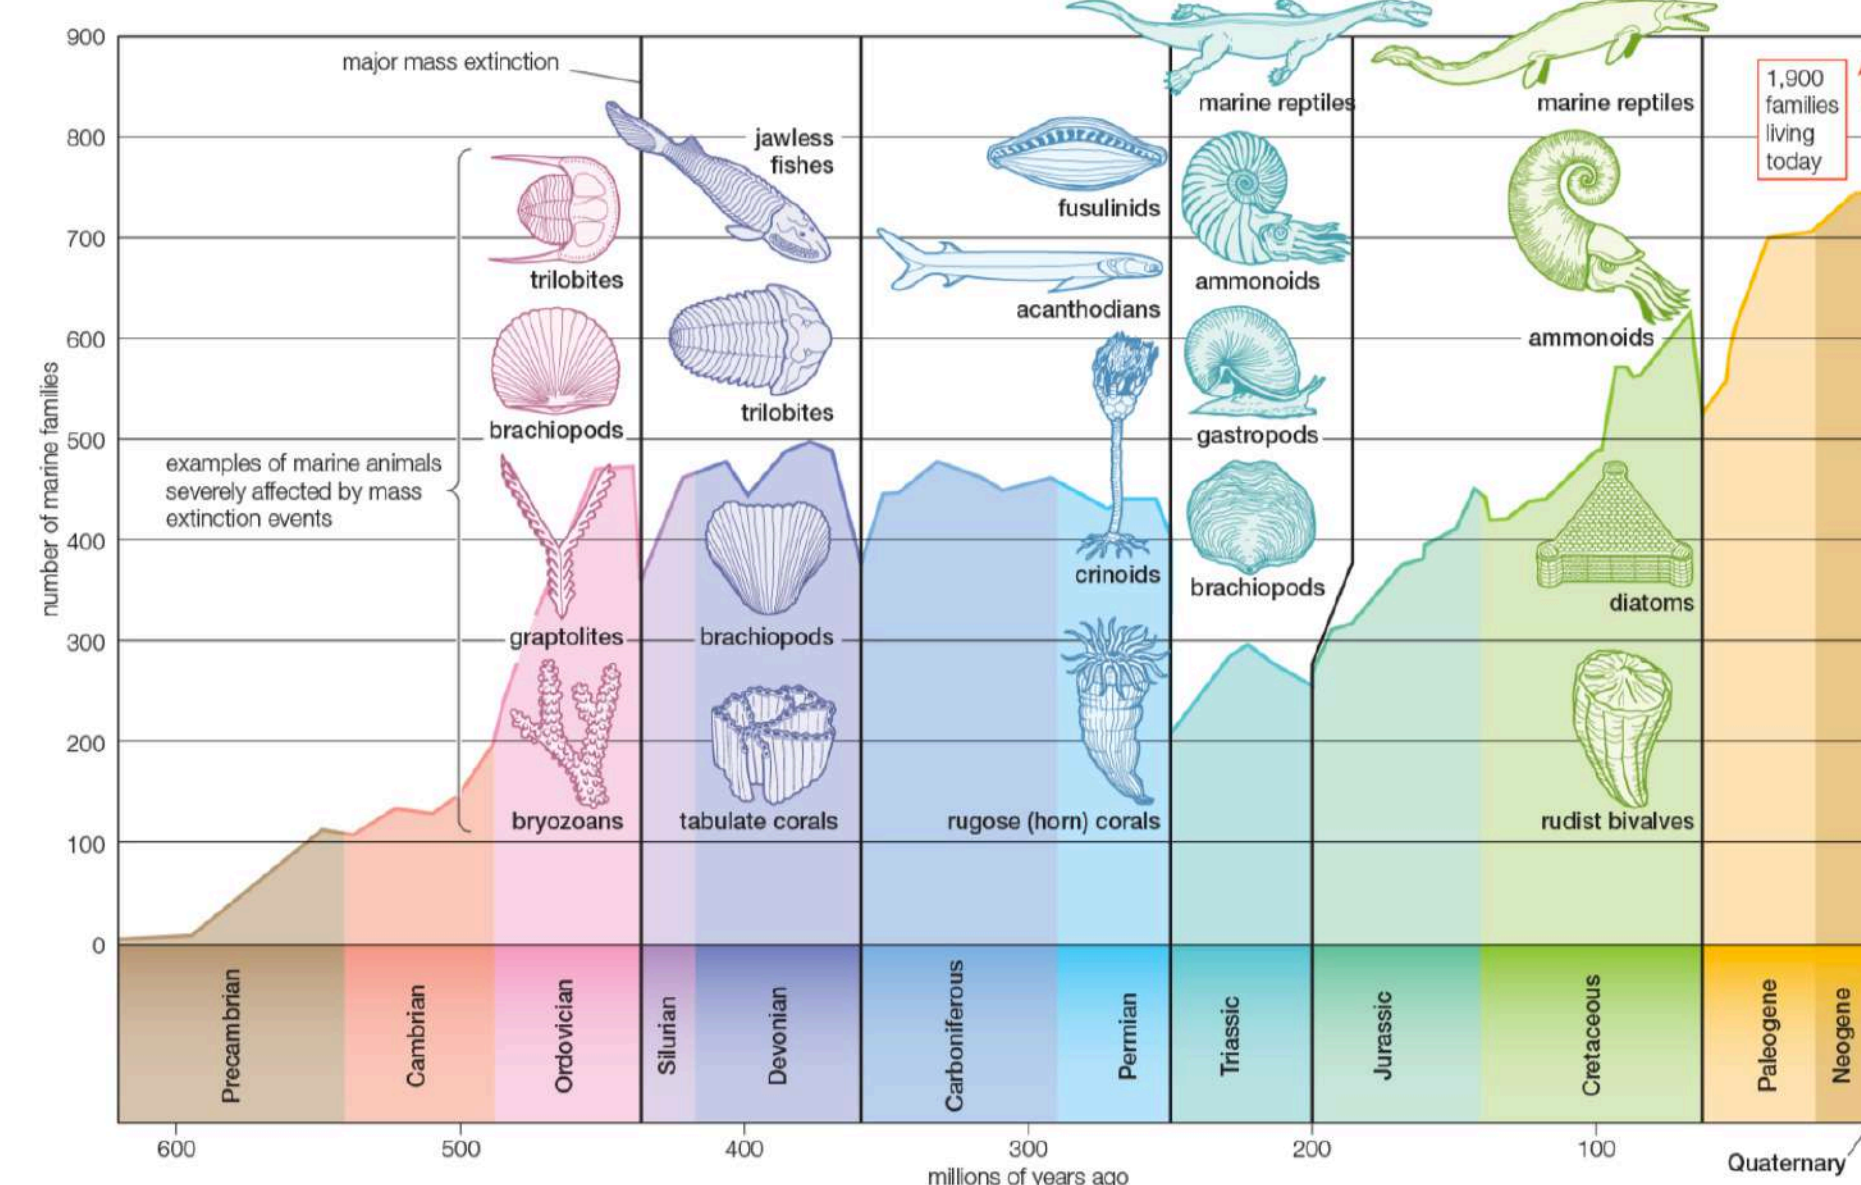 900
800
700
600
500
400
300
200
100
0
number of marine families
major mass extinction
examples of marine animals
severely affected by mass
extinction events
trilobites
brachiopods
graptolites
bryozoans
jawless
fishes
trilobites
brachiopods
tabulate corals
fusulinids
acanthodians
crinoids
rugose (horn) corals
marine reptiles
ammonoids
gastropods
brachiopods
marine reptiles
ammonoids
diatoms
rudist bivalves
1,900
families
living
today
Precambrian
Cambrian
Ordovician
Silurian
Devonian
Carboniferous
Permian
Triassic
Jurassic
Cretaceous
Paleogene
Neogene
600
500
400
300
200
100
Quaternary
millions of years ago